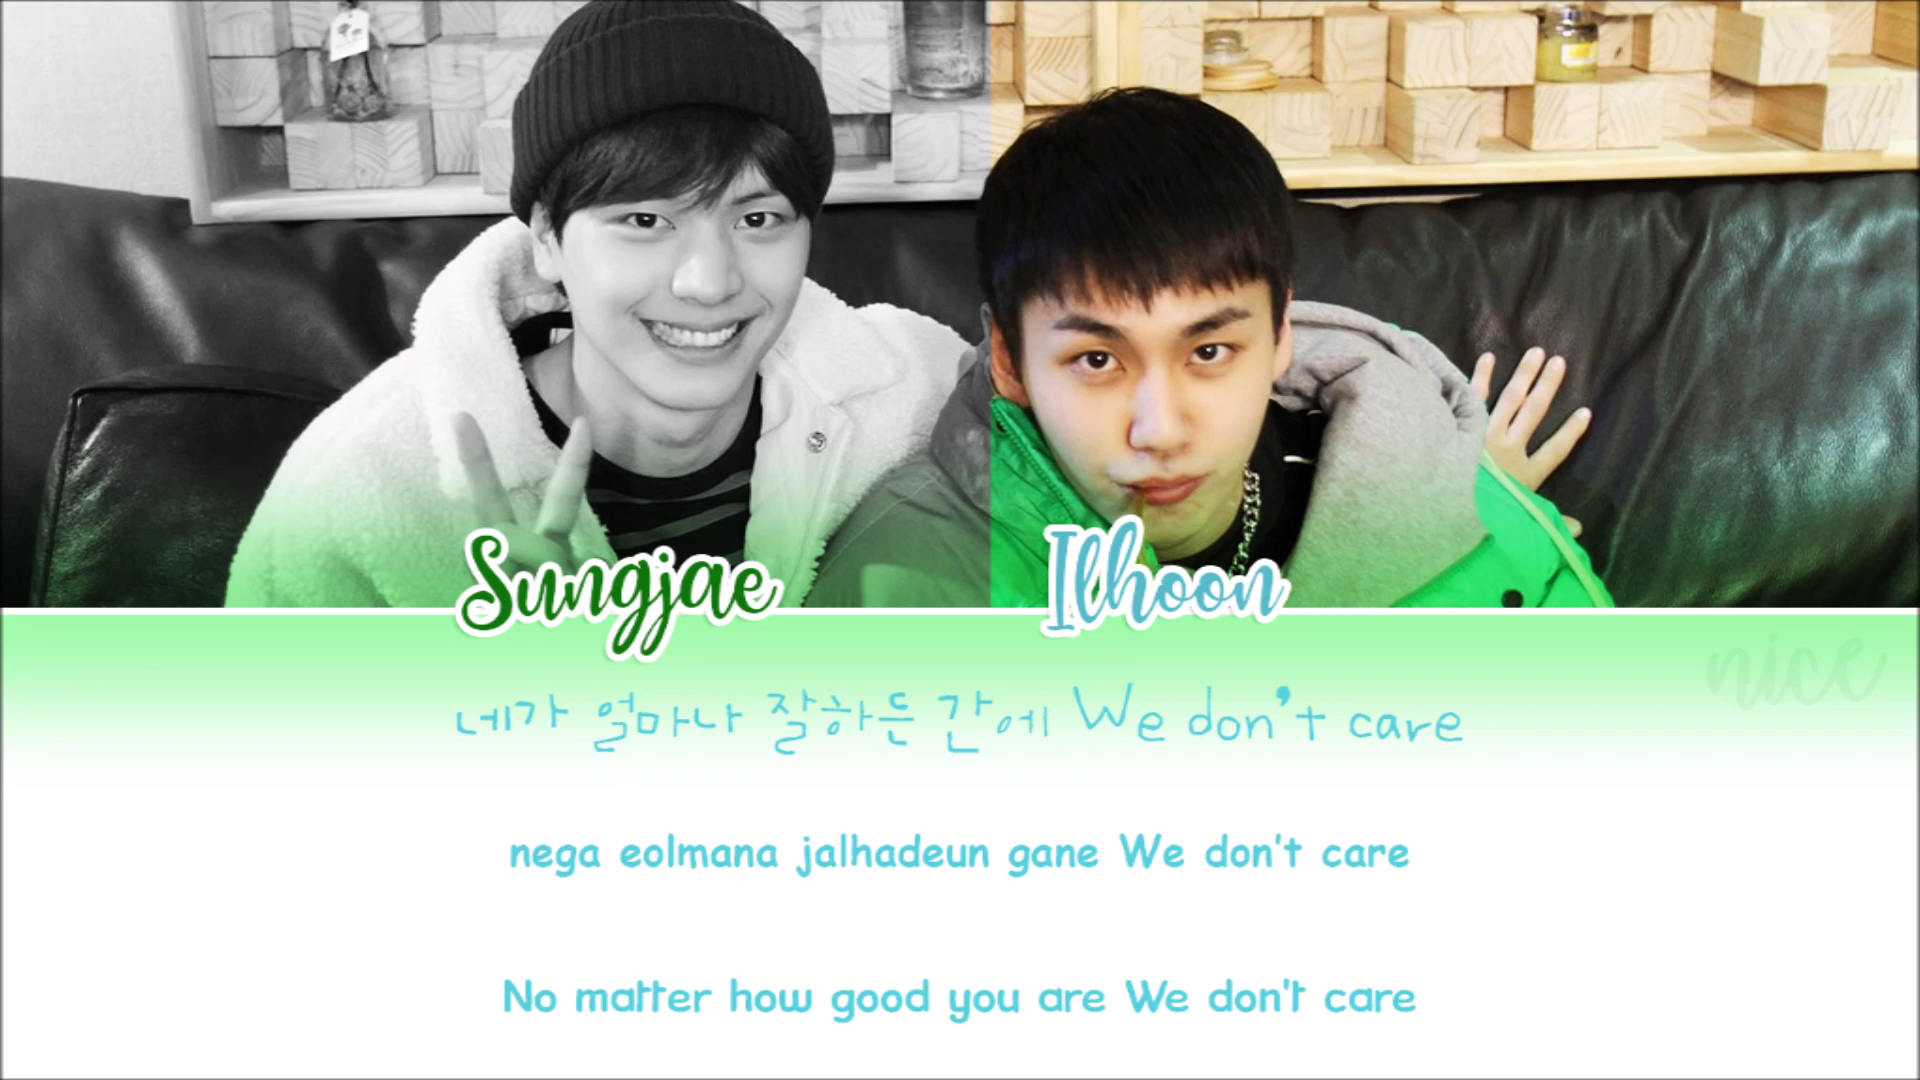 Sungjae Ilhoon
nice
네가 얼마나 잘하든 간에 We don't care
nega eolmana jalhadeun gane We don't care
No matter how good you are We don't care